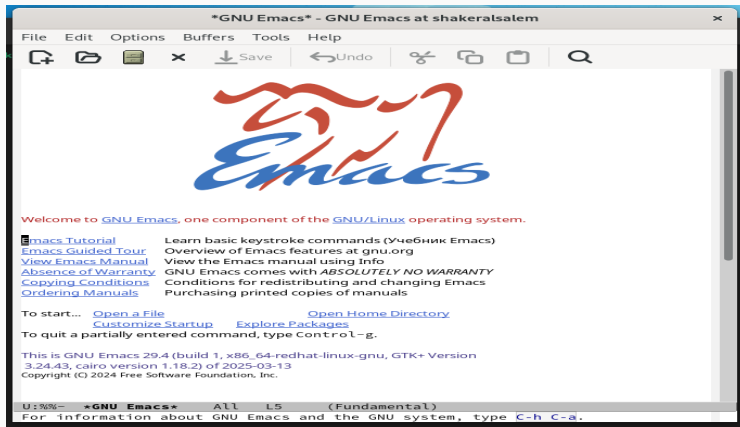 *GNU Emacs* - GNU Emacs at shakeralsalem ×
File Edit Options Buffers Tools Help
Save Undo
Emacs
Welcome to GNU Emacs, one component of the GNU/Linux operating system.
Emacs Tutorial Learn basic keystroke commands (Учебник Emacs)
Emacs Guided Tour Overview of Emacs features at gnu.org
View Emacs Manual View the Emacs manual using Info
Absence of Warranty GNU Emacs comes with ABSOLUTELY NO WARRANTY
Copying Conditions Conditions for redistributing and changing Emacs
Ordering Manuals Purchasing printed copies of manuals
To start... Open a File Open Home Directory
Customize Startup Explore Packages
To quit a partially entered command, type Control-g.
This is GNU Emacs 29.4 (build 1, x86_64-redhat-linux-gnu, GTK+ Version
3.24.43, cairo version 1.18.2) of 2025-03-13
Copyright (C) 2024 Free Software Foundation, Inc.
U:%%- *GNU Emacs* All L5 (Fundamental)
For information about GNU Emacs and the GNU system, type C-h C-a.